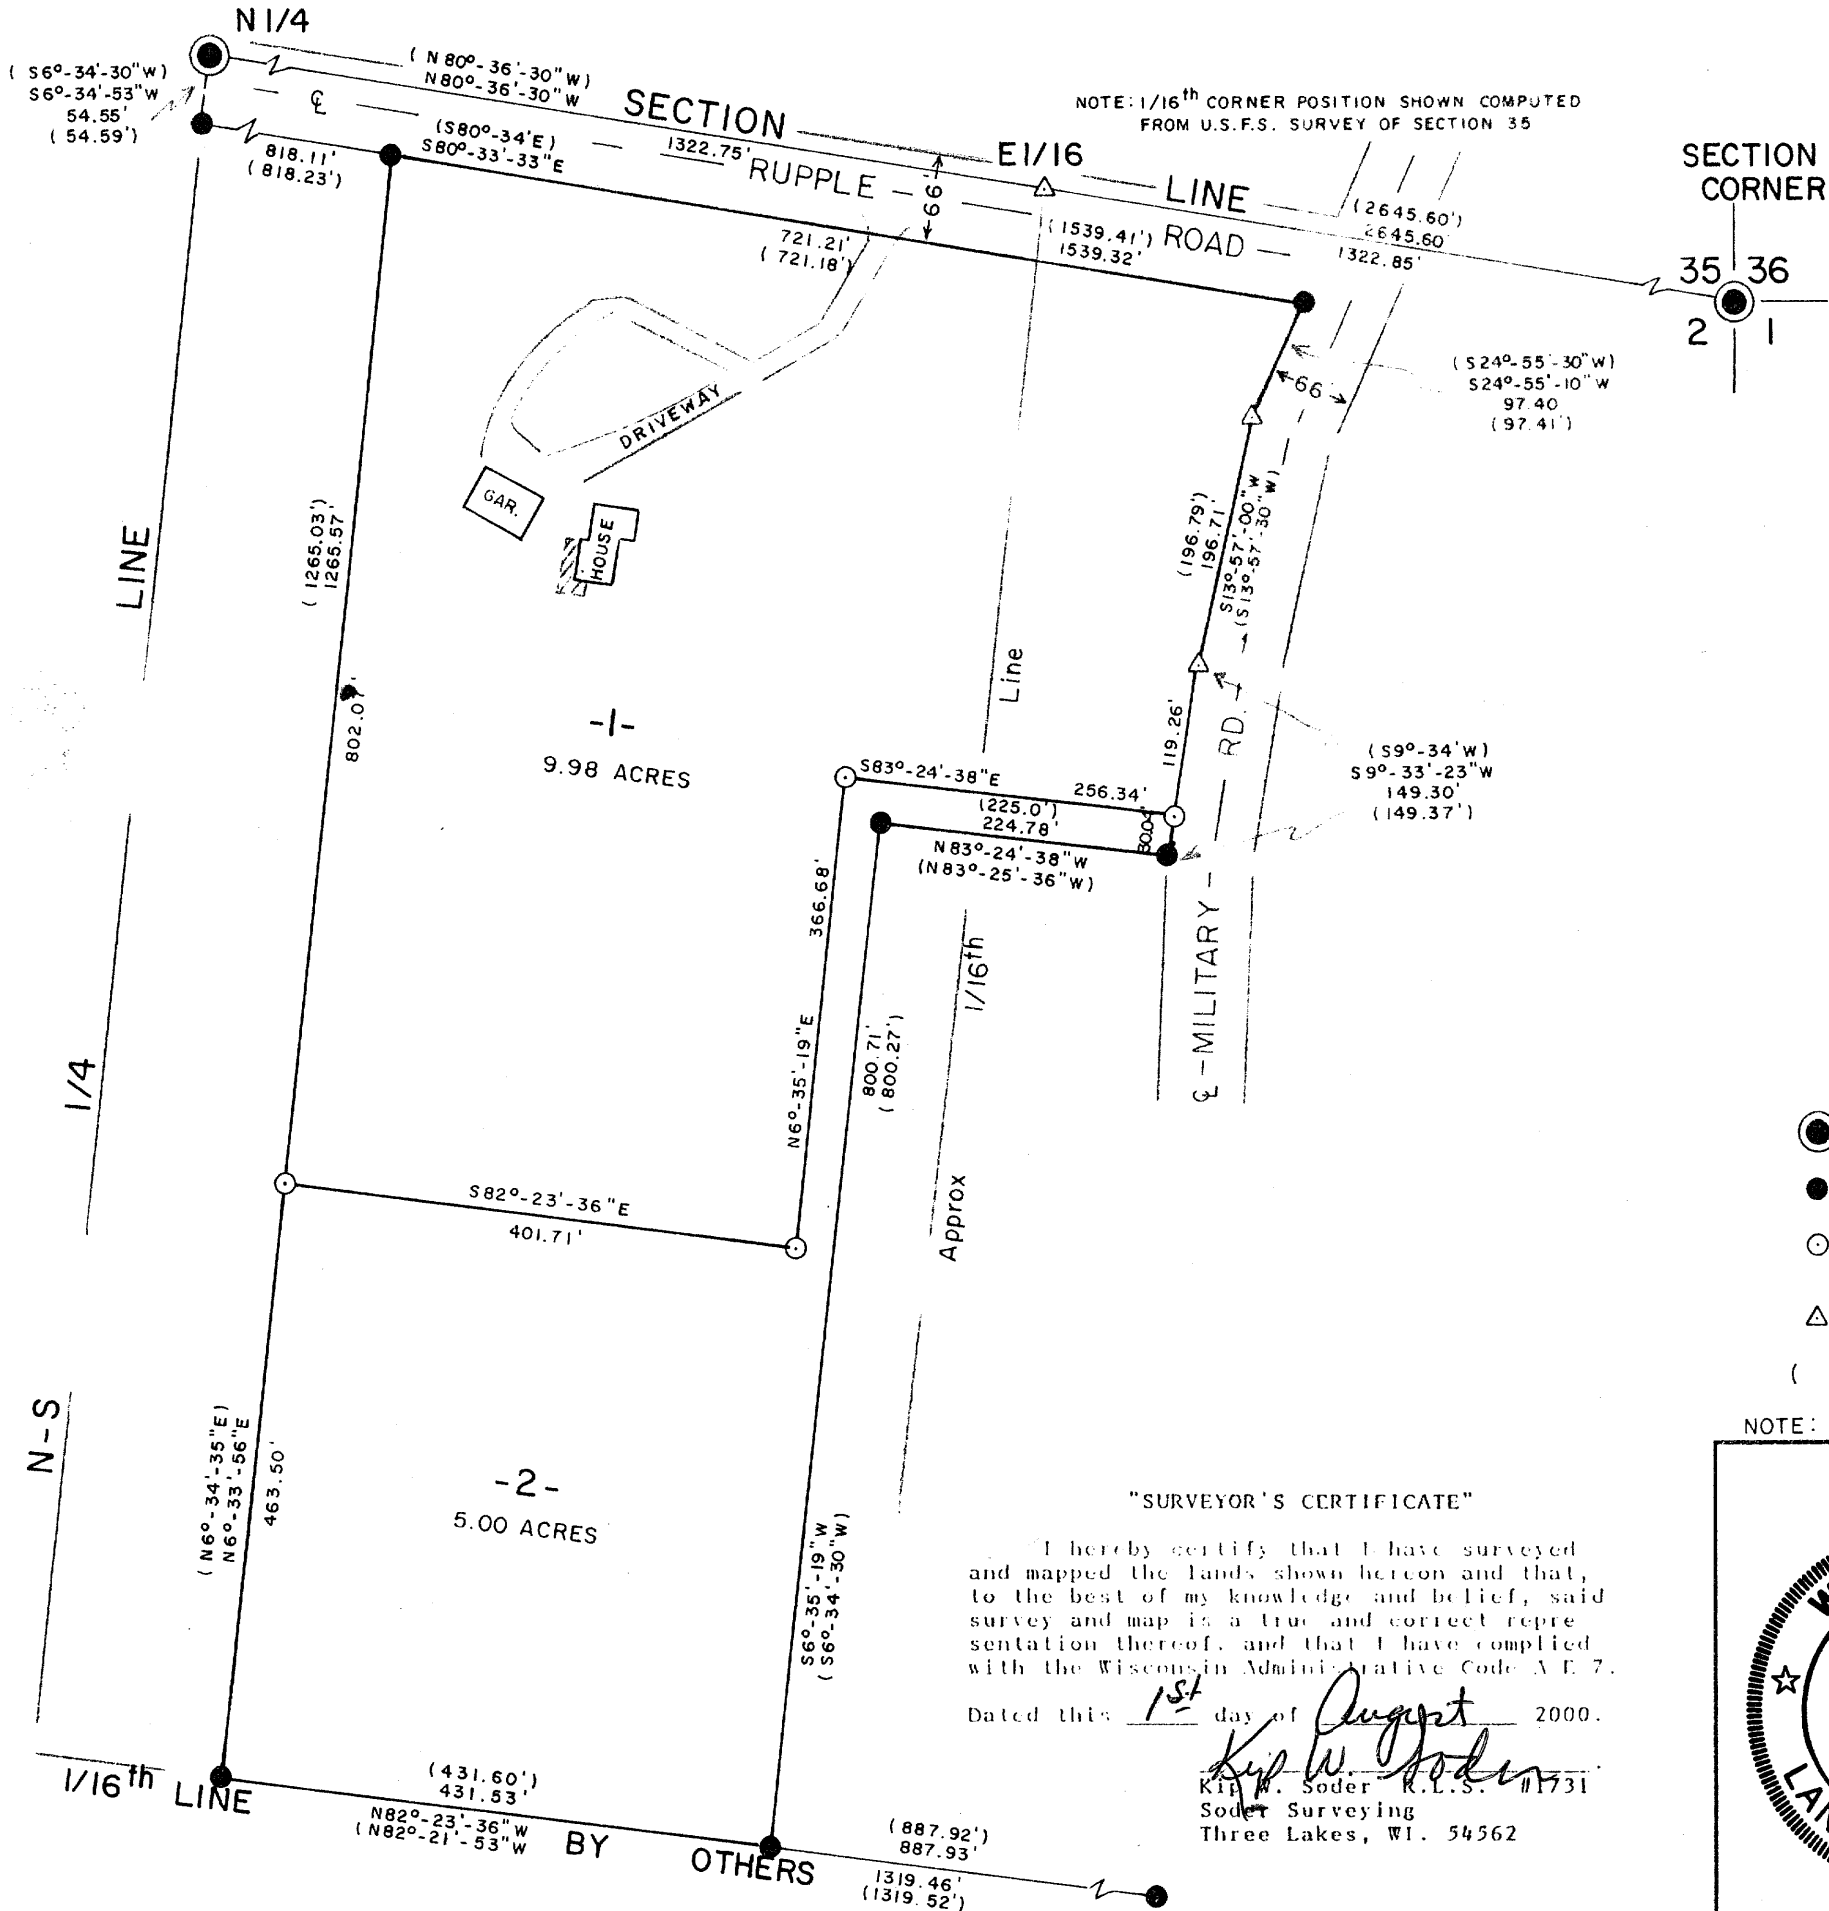 N 1/4
( S6°-34'-30"W)
S6°-34'-53"W
54.55'
( 54.59')
( N 80°-36'-30"W)
N80°-36'-30"W
SECTION
1322.75'
NOTE: 1/16th CORNER POSITION SHOWN COMPUTED
FROM U.S.F.S. SURVEY OF SECTION 35
E1/16
LINE
SECTION
CORNER
35 36
2 1
(2645.60')
2645.60'
1322.85'
℄
RUPPLE
ROAD
66'
818.11'
( 818.23')
(S80°-34'E)
S80°-33'-33"E
721.21'
( 721.18')
(1539.41')
1539.32'
( S24°-55'-30"W)
S24°-55'-10"W
97.40
( 97.41')
66'
DRIVEWAY
GAR.
HOUSE
LINE
( 1265.03')
1265.57'
802.07'
(196.79')
196.71'
S13°-57'-00"W
(S13°-57'-30"W)
Line
-1-
9.98 ACRES
119.26'
RD.
( S9°-34'W)
S9°-33'-23"W
149.30'
(149.37')
S83°-24'-38"E
256.34'
(225.0')
224.78'
30.04'
N83°-24'-38"W
(N83°-25'-36"W)
366.68'
N6°-35'-19"E
800.71'
( 800.27')
1/16th
℄ - MILITARY -
1/4
S82°-23'-36"E
401.71'
Approx
N-S
( N6°-34'-35"E)
N6°-33'-56"E
463.50'
-2-
5.00 ACRES
S6°-35'-19"W
( S6°-34'-30"W)
(
NOTE:
"SURVEYOR'S CERTIFICATE"
I hereby certify that I have surveyed
and mapped the lands shown hereon and that,
to the best of my knowledge and belief, said
survey and map is a true and correct repre
sentation thereof, and that I have complied
with the Wisconsin Administrative Code A E 7.
Dated this 1st day of August 2000.
Kip W. Soder
Kip W. Soder R.L.S. #1731
Soder Surveying
Three Lakes, WI. 54562
W
LAN
1/16th LINE
(431.60')
431.53'
N82°-23'-36"W
(N82°-21'-53"W
BY
OTHERS
(887.92')
887.93'
1319.46'
(1319.52')